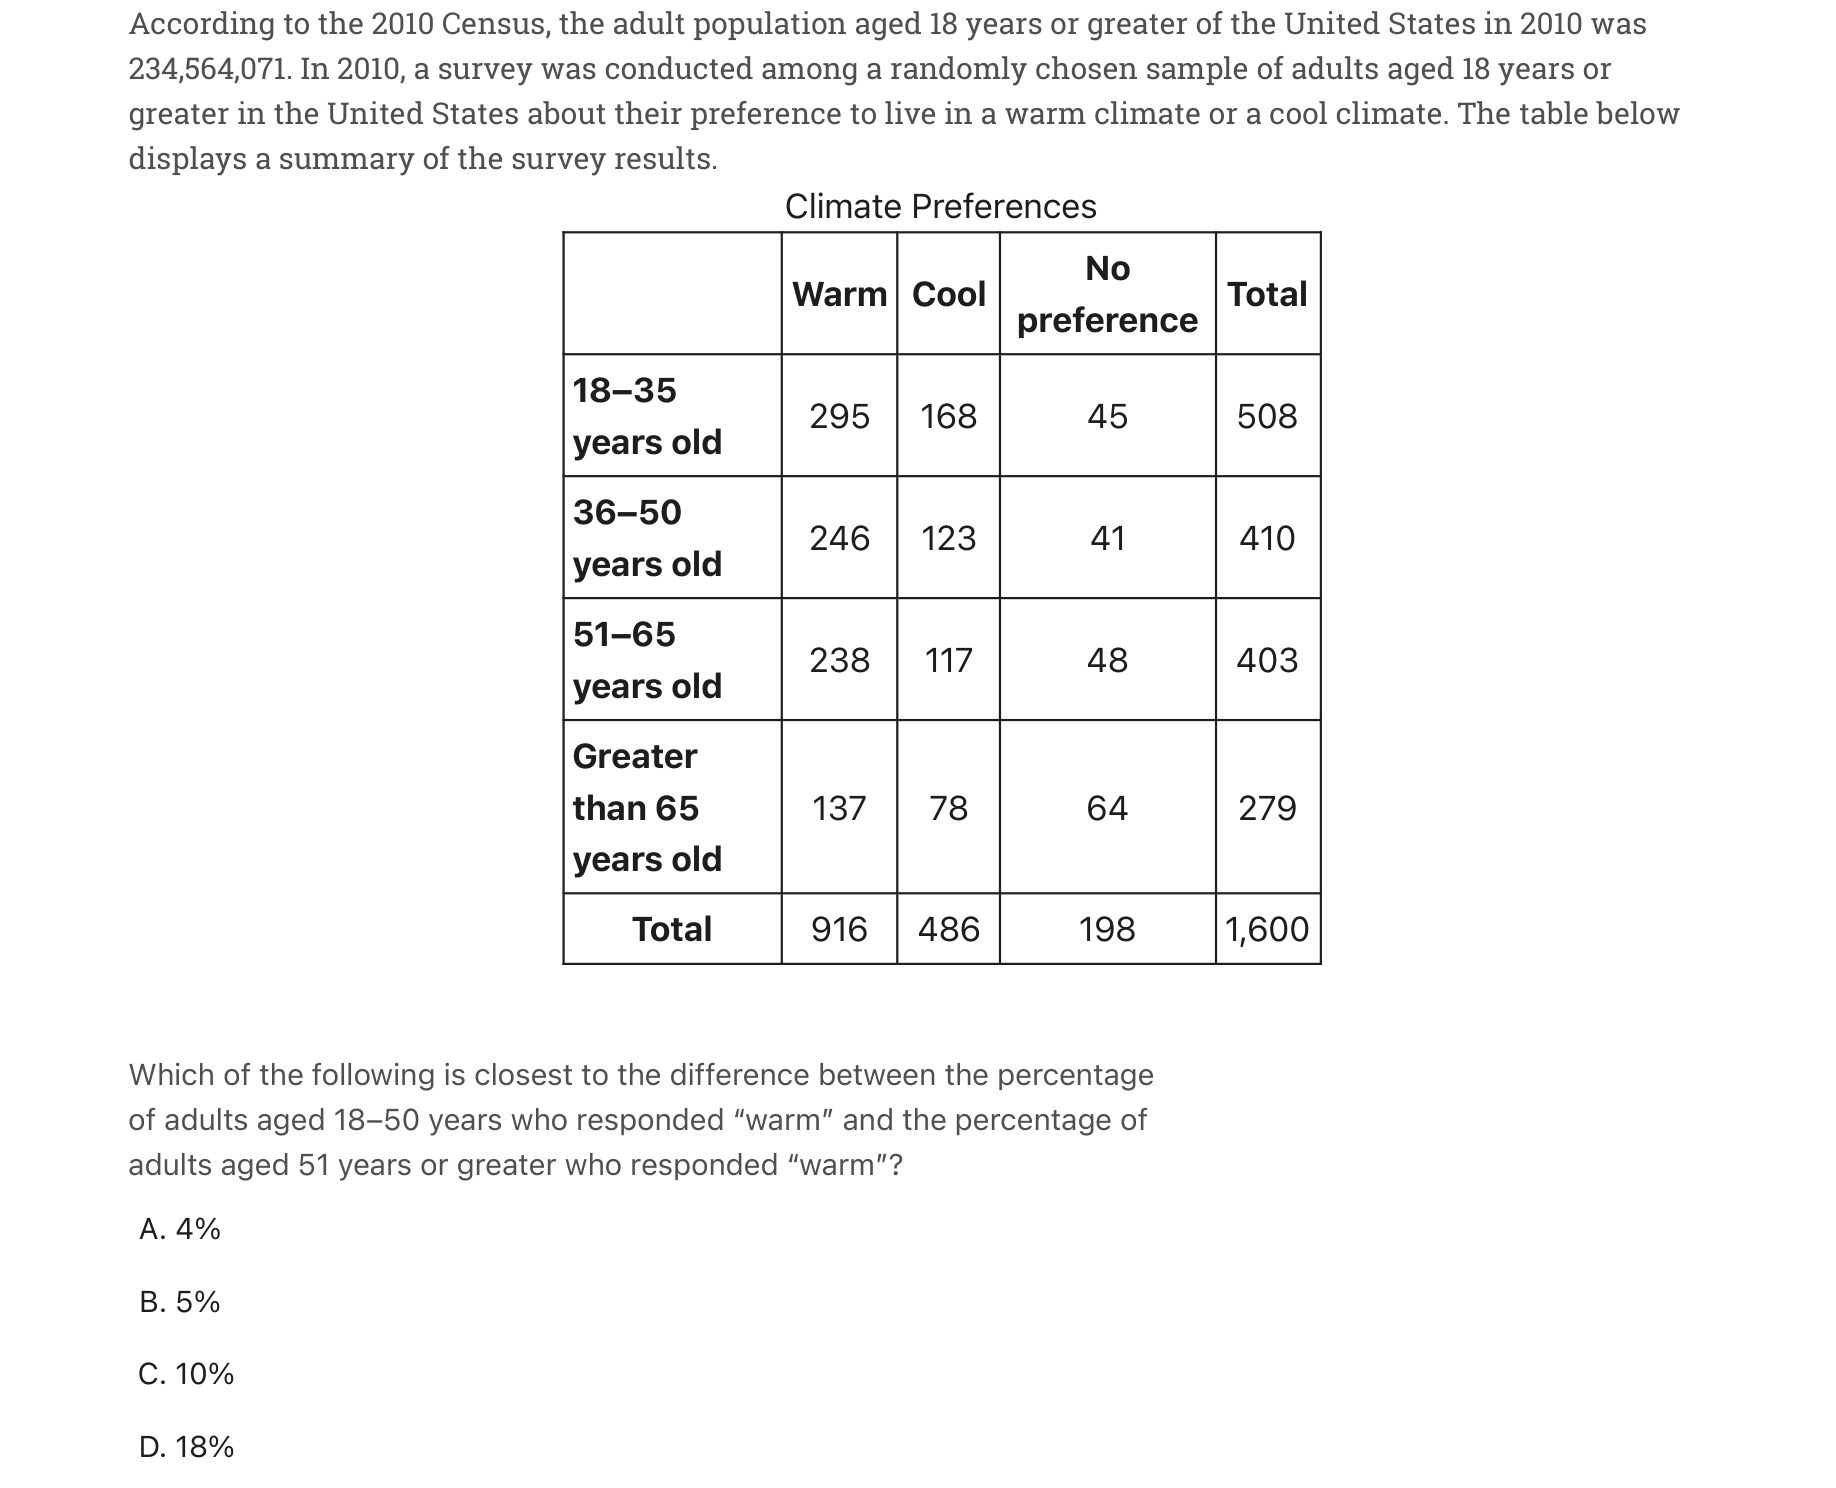 According to the 2010 Census, the adult population aged 18 years or greater of the United States in 2010 was
234,564,071. In 2010, a survey was conducted among a randomly chosen sample of adults aged 18 years or
greater in the United States about their preference to live in a warm climate or a cool climate. The table below
displays a summary of the survey results.
Climate Preferences
Warm Cool No preference Total
18–35 years old 295 168 45 508
36–50 years old 246 123 41 410
51–65 years old 238 117 48 403
Greater than 65 years old 137 78 64 279
Total 916 486 198 1,600
Which of the following is closest to the difference between the percentage
of adults aged 18–50 years who responded “warm” and the percentage of
adults aged 51 years or greater who responded “warm”?
A. 4%
B. 5%
C. 10%
D. 18%